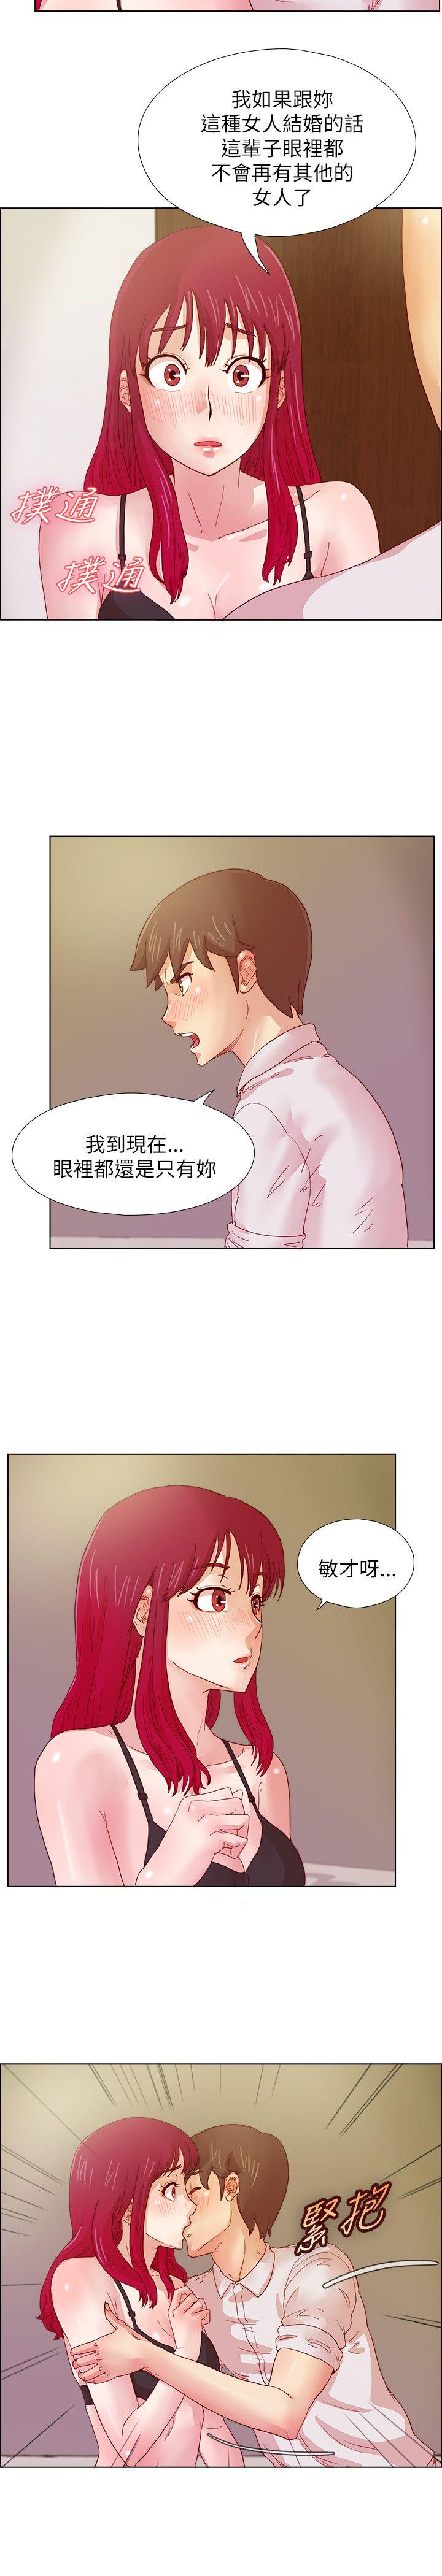 我如果跟妳
這種女人結婚的話
這輩子眼裡都
不會再有其他的
女人了
撲通
撲通
我到現在...
眼裡都還是只有妳
敏才呀...
緊抱